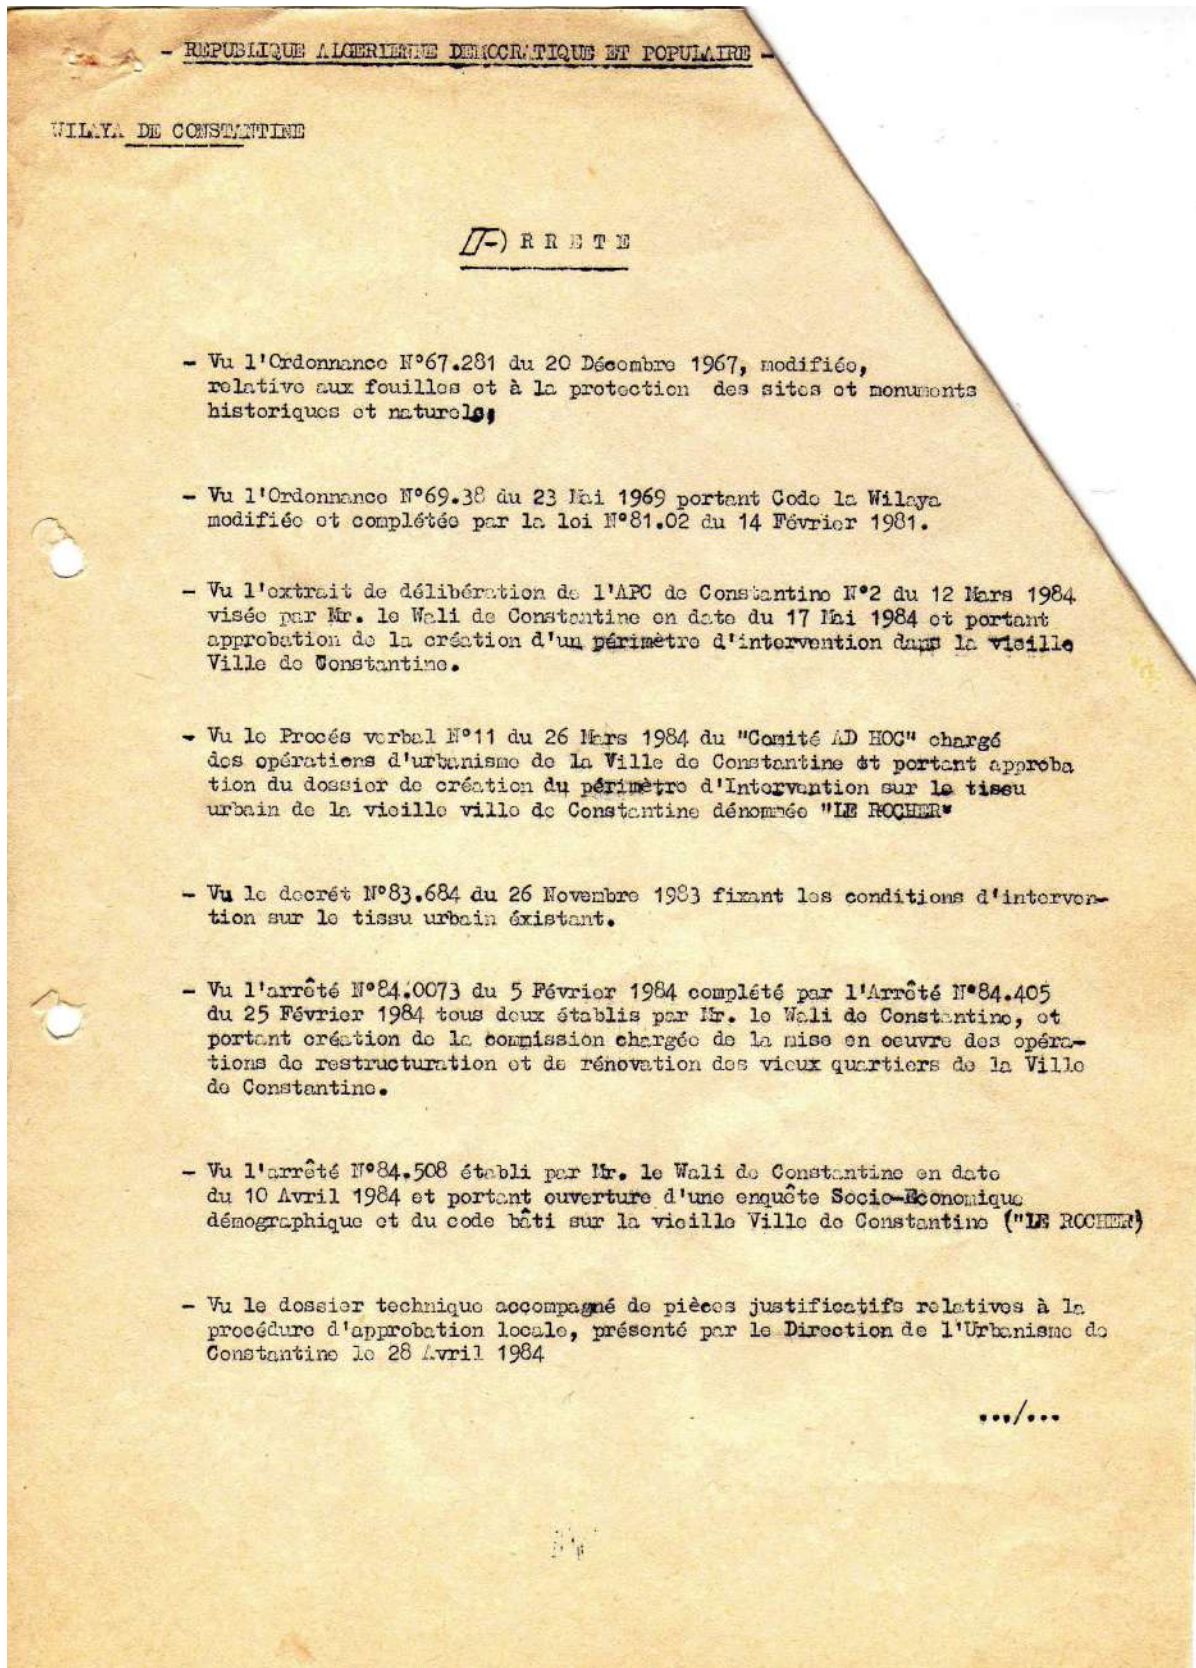 - REPUBLIQUE ALGERIENNE DEMOCRATIQUE ET POPULAIRE -
WILAYA DE CONSTANTINE
RRETE
- Vu l'Ordonnance N°67.281 du 20 Décembre 1967, modifiée,
relative aux fouilles et à la protection des sites et monuments
historiques et naturels,
- Vu l'Ordonnance N°69.38 du 23 Mai 1969 portant Code la Wilaya
modifiée et complétée par la loi N°81.02 du 14 Février 1981.
- Vu l'extrait de délibération de l'APC de Constantine N°2 du 12 Mars 1984
visée par Mr. le Wali de Constantine en date du 17 Mai 1984 et portant
approbation de la création d'un périmètre d'intervention dans la vieille
Ville de Constantine.
- Vu le Procés verbal N°11 du 26 Mars 1984 du "Comité AD HOC" chargé
des opérations d'urbanisme de la Ville de Constantine et portant approba
tion du dossier de création du périmètre d'Intervention sur le tissu
urbain de la vieille ville de Constantine dénommée "LE ROCHER"
- Vu le decrét N°83.684 du 26 Novembre 1983 fixant les conditions d'interven-
tion sur le tissu urbain éxistant.
- Vu l'arrêté N°84.0073 du 5 Février 1984 complété par l'Arrêté N°84.405
du 25 Février 1984 tous deux établis par Mr. le Wali de Constantine, et
portant création de la commission chargée de la mise en oeuvre des opéra-
tions de restructuration et de rénovation des vieux quartiers de la Ville
de Constantine.
- Vu l'arrêté N°84.508 établi par Mr. le Wali de Constantine en date
du 10 Avril 1984 et portant ouverture d'une enquête Socio-Economique
démographique et du code bâti sur la vieille Ville de Constantine ("LE ROCHER)
- Vu le dossier technique accompagné de pièces justificatifs relatives à la
procédure d'approbation locale, présenté par le Direction de l'Urbanisme de
Constantine le 28 Avril 1984
.../...